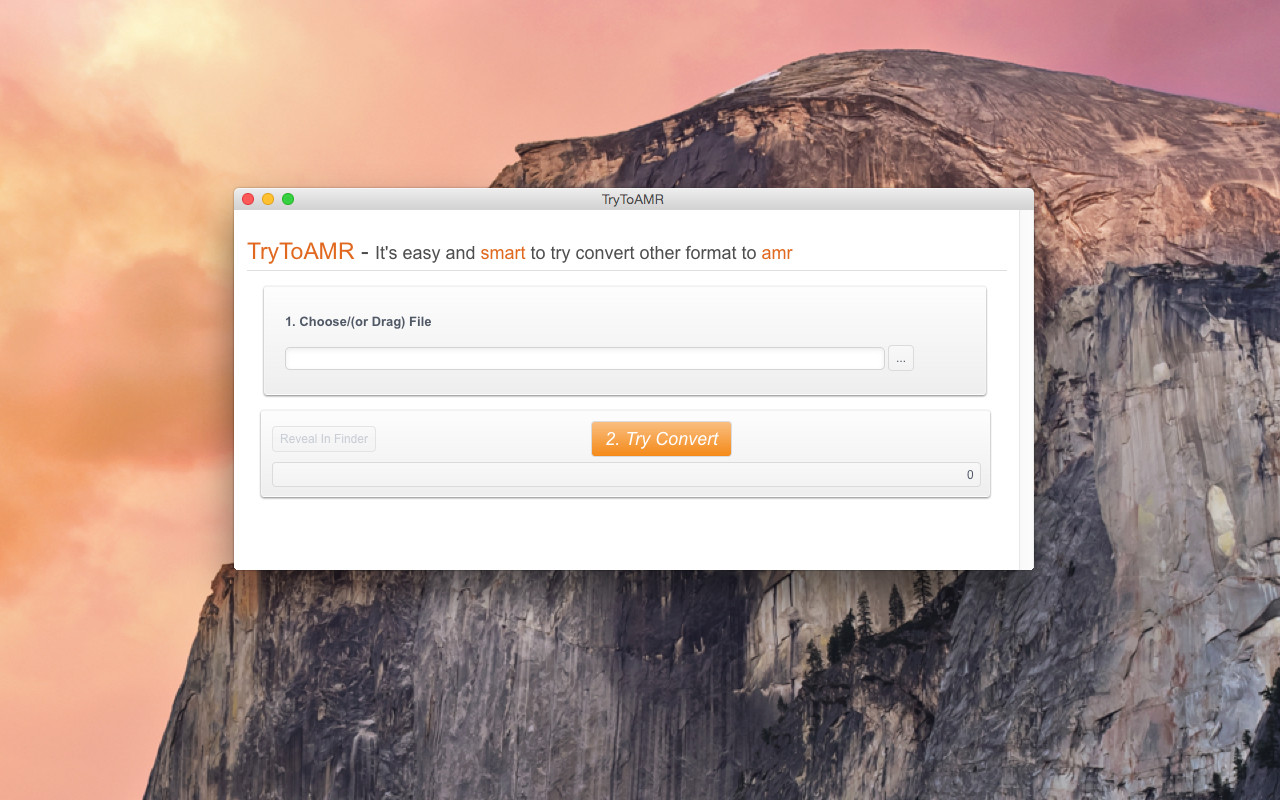 TryToAMR
TryToAMR - It's easy and smart to try convert other format to amr
1. Choose/(or Drag) File
...
Reveal In Finder
2. Try Convert
0